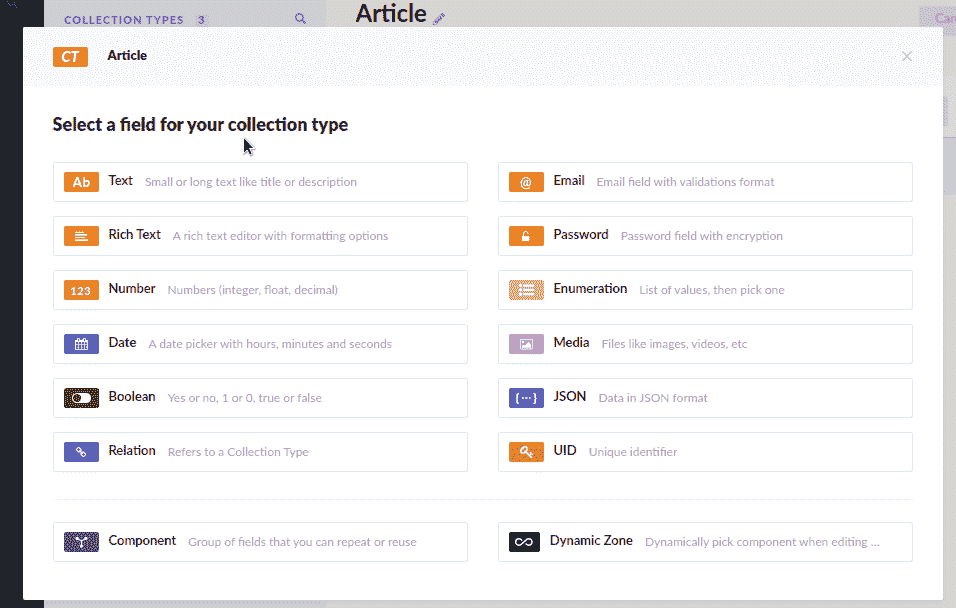 COLLECTION TYPES 3
Article
CT Article
Select a field for your collection type
Ab Text Small or long text like title or description
@ Email Email field with validations format
Rich Text A rich text editor with formatting options
Password Password field with encryption
123 Number Numbers (integer, float, decimal)
Enumeration List of values, then pick one
Date A date picker with hours, minutes and seconds
Media Files like images, videos, etc
Boolean Yes or no, 1 or 0, true or false
{...} JSON Data in JSON format
Relation Refers to a Collection Type
UID Unique identifier
Component Group of fields that you can repeat or reuse
Dynamic Zone Dynamically pick component when editing ...